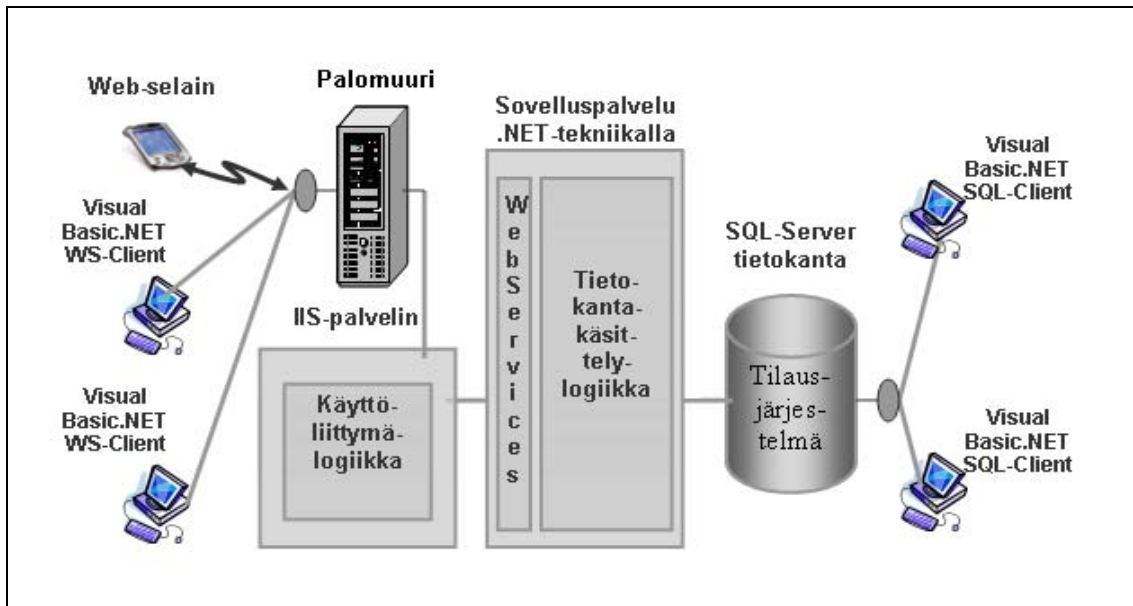 Web-selain
Palomuuri
Visual
Basic.NET
WS-Client
Visual
Basic.NET
WS-Client
IIS-palvelin
Käyttö-
liittymä-
logiikka
Sovelluspalvelu
.NET-tekniikalla
WebServices
Tieto-
kanta-
käsit-
tely-
logiikka
SQL-Server
tietokanta
Tilaus-
järjes-
telmä
Visual
Basic.NET
SQL-Client
Visual
Basic.NET
SQL-Client